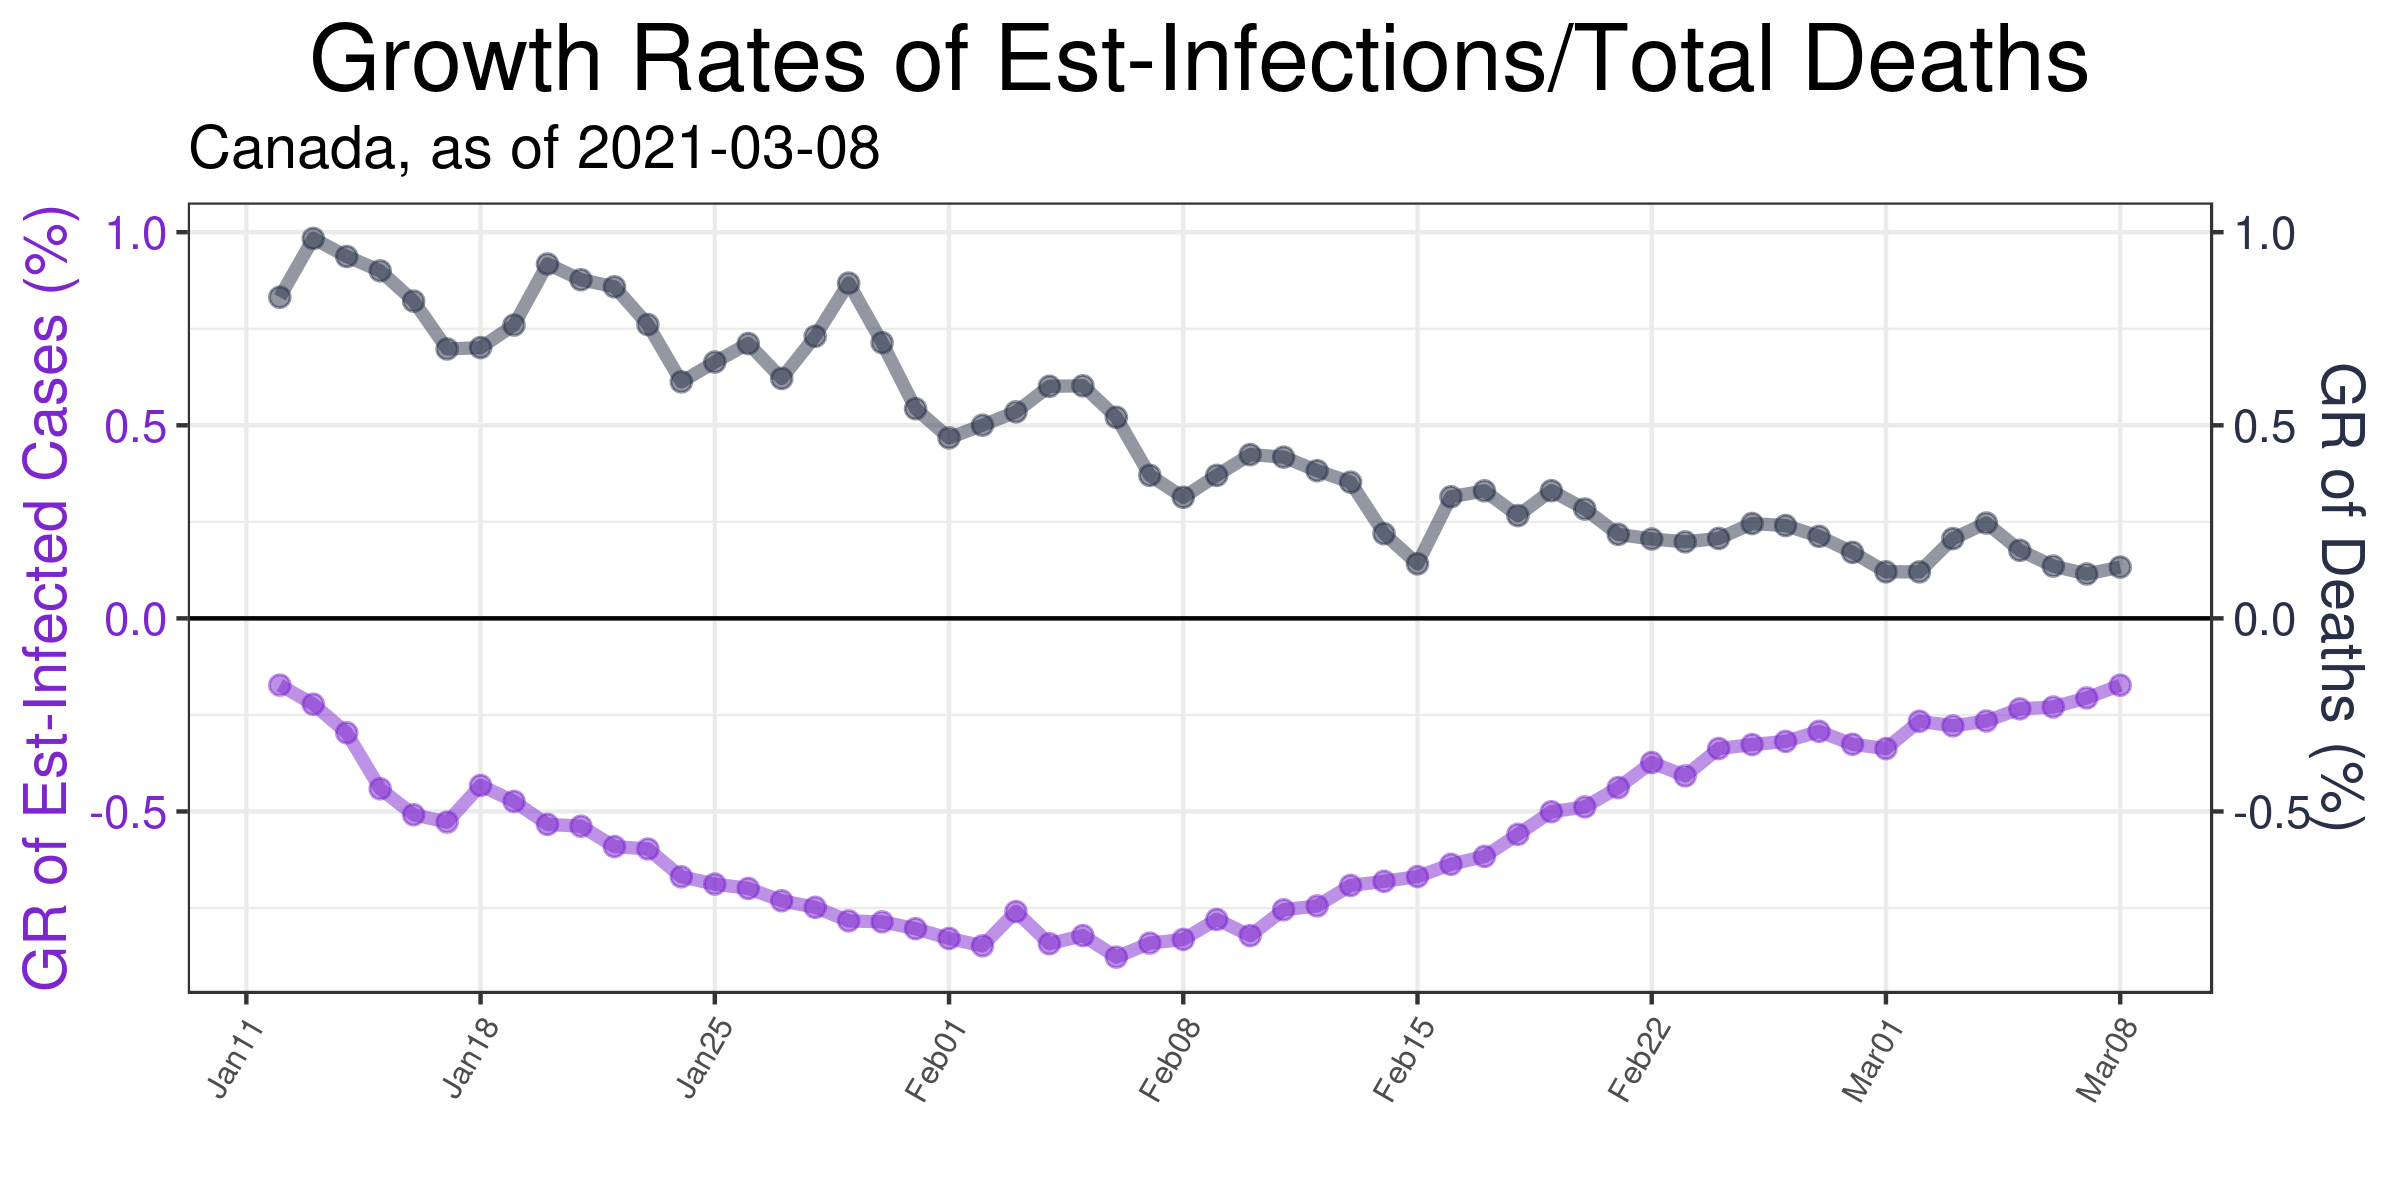 Growth Rates of Est-Infections/Total Deaths
Canada, as of 2021-03-08
GR of Est-Infected Cases (%)
1.0
0.5
0.0
-0.5
1.0
0.5
0.0
-0.5
GR of Deaths (%)
Jan11
Jan18
Jan25
Feb01
Feb08
Feb15
Feb22
Mar01
Mar08